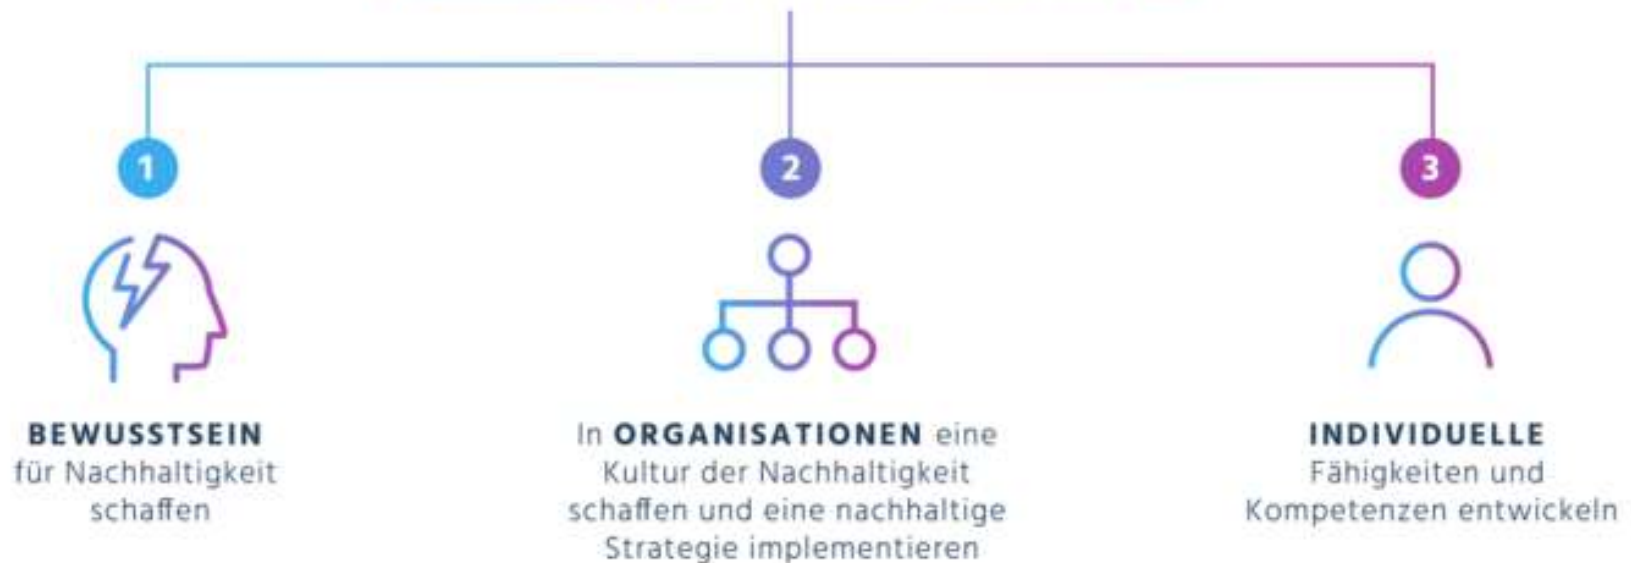 1
2
3
BEWUSSTSEIN
für Nachhaltigkeit
schaffen
In ORGANISATIONEN eine
Kultur der Nachhaltigkeit
schaffen und eine nachhaltige
Strategie implementieren
INDIVIDUELLE
Fähigkeiten und
Kompetenzen entwickeln